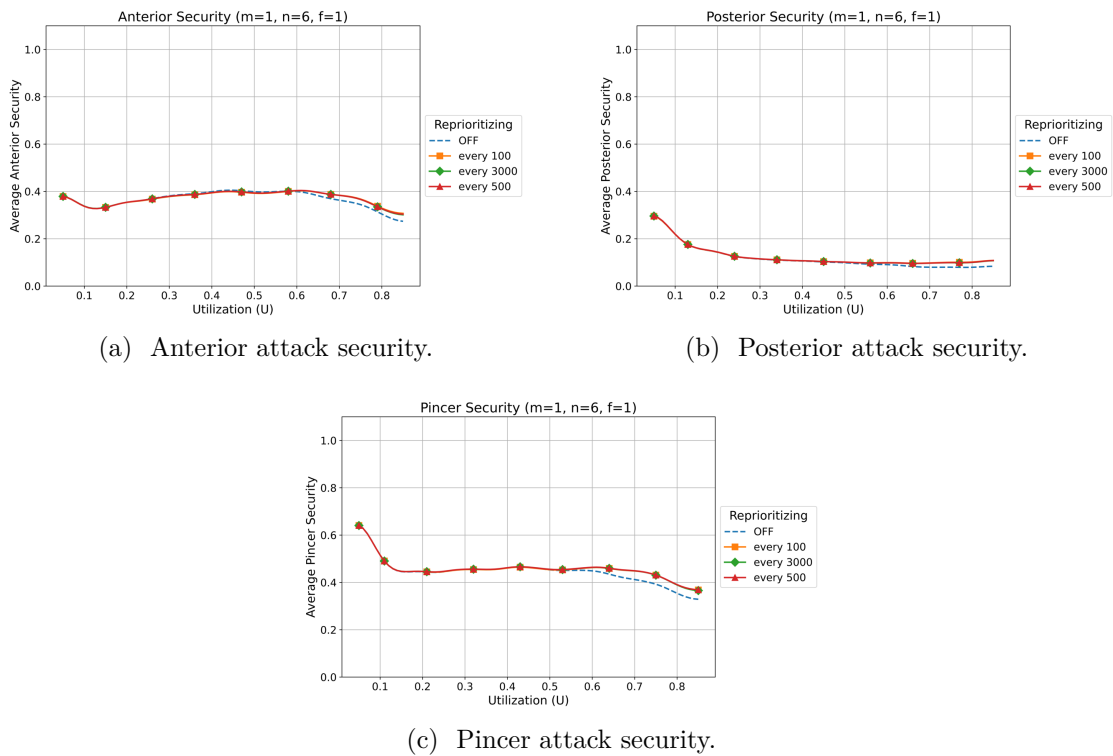 Anterior Security (m=1, n=6, f=1)
1.0
0.8
0.6
0.4
0.2
0.0
Average Anterior Security
0.1 0.2 0.3 0.4 0.5 0.6 0.7 0.8
Utilization (U)
Reprioritizing
OFF
every 100
every 3000
every 500
(a) Anterior attack security.
Posterior Security (m=1, n=6, f=1)
1.0
0.8
0.6
0.4
0.2
0.0
Average Posterior Security
0.1 0.2 0.3 0.4 0.5 0.6 0.7 0.8
Utilization (U)
Reprioritizing
OFF
every 100
every 3000
every 500
(b) Posterior attack security.
Pincer Security (m=1, n=6, f=1)
1.0
0.8
0.6
0.4
0.2
0.0
Average Pincer Security
0.1 0.2 0.3 0.4 0.5 0.6 0.7 0.8
Utilization (U)
Reprioritizing
OFF
every 100
every 3000
every 500
(c) Pincer attack security.